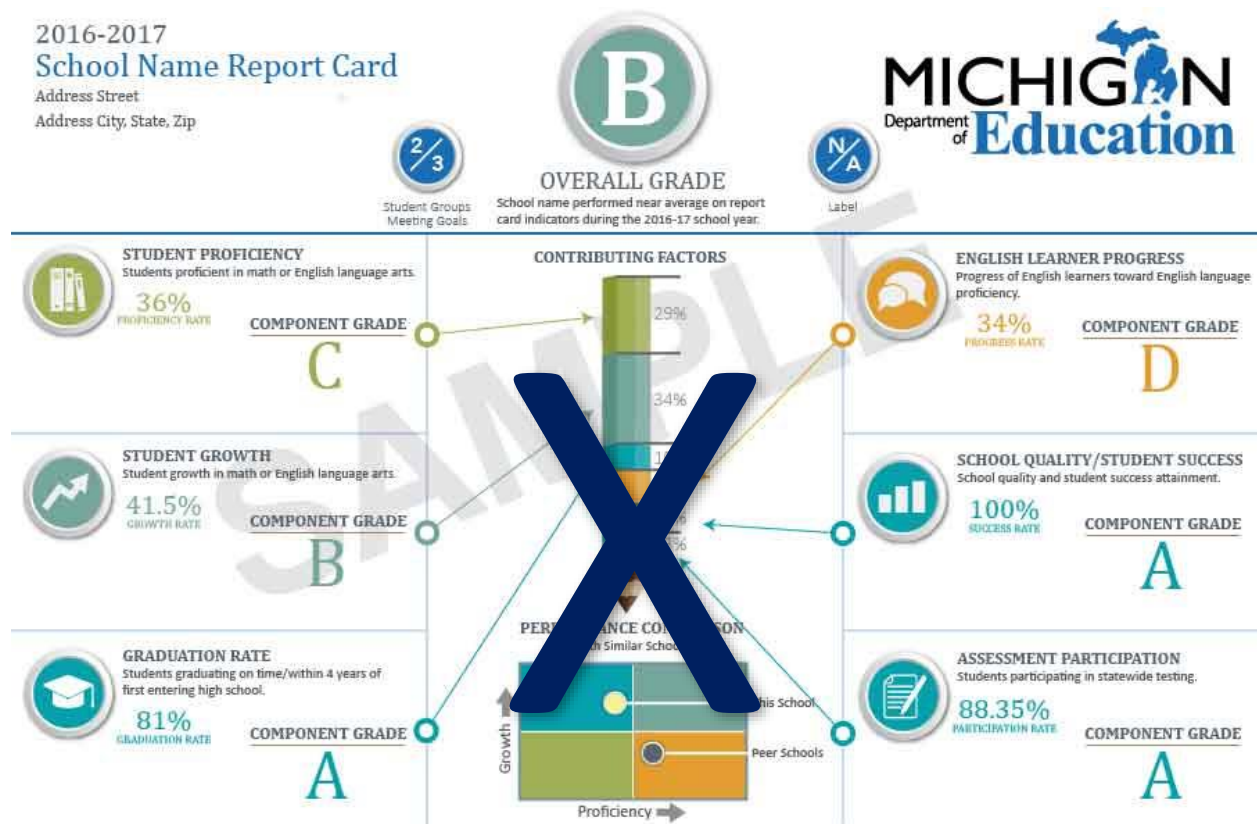 2016-2017
School Name Report Card
Address Street
Address City, State, Zip
2/3
Student Groups
Meeting Goals
B
OVERALL GRADE
School name performed near average on report
card indicators during the 2016-17 school year.
N/A
Label
MICHIGAN
Department
of Education
STUDENT PROFICIENCY
Students proficient in math or English language arts.
36%
PROFICIENCY RATE
COMPONENT GRADE
C
STUDENT GROWTH
Student growth in math or English language arts.
41.5%
GROWTH RATE
COMPONENT GRADE
B
GRADUATION RATE
Students graduating on time/within 4 years of
first entering high school.
81%
GRADUATION RATE
COMPONENT GRADE
A
CONTRIBUTING FACTORS
29%
34%
X
SAMPLE
Similar
This School
Peer Schools
Growth
Proficiency
ENGLISH LEARNER PROGRESS
Progress of English learners toward English language
proficiency.
34%
PROGRESS RATE
COMPONENT GRADE
D
SCHOOL QUALITY/STUDENT SUCCESS
School quality and student success attainment.
100%
SUCCESS RATE
COMPONENT GRADE
A
ASSESSMENT PARTICIPATION
Students participating in statewide testing.
88.35%
PARTICIPATION RATE
COMPONENT GRADE
A